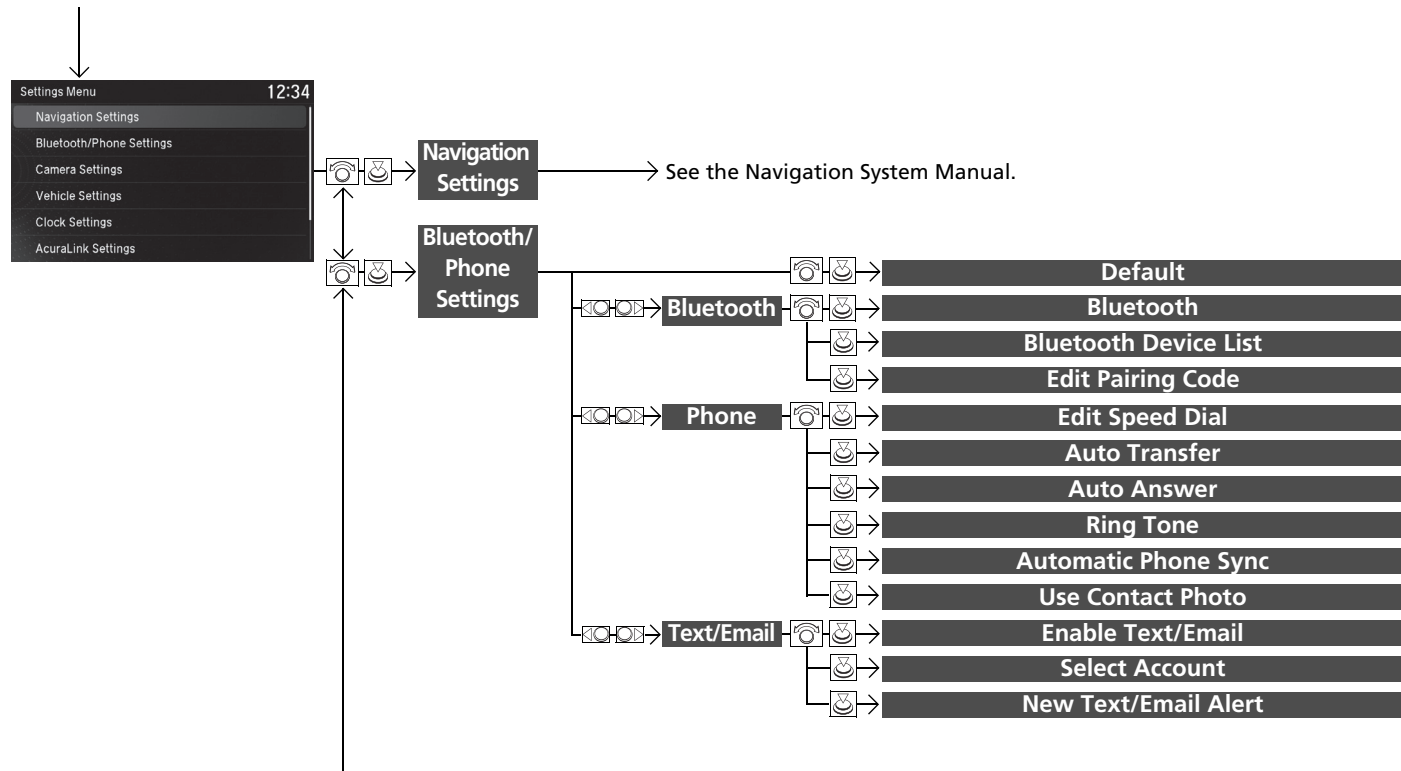 Settings Menu 12:34
Navigation Settings
Bluetooth/Phone Settings
Camera Settings
Vehicle Settings
Clock Settings
AcuraLink Settings
Navigation
Settings
See the Navigation System Manual.
Bluetooth/
Phone
Settings
Default
Bluetooth
Bluetooth
Bluetooth Device List
Edit Pairing Code
Phone
Edit Speed Dial
Auto Transfer
Auto Answer
Ring Tone
Automatic Phone Sync
Use Contact Photo
Text/Email
Enable Text/Email
Select Account
New Text/Email Alert